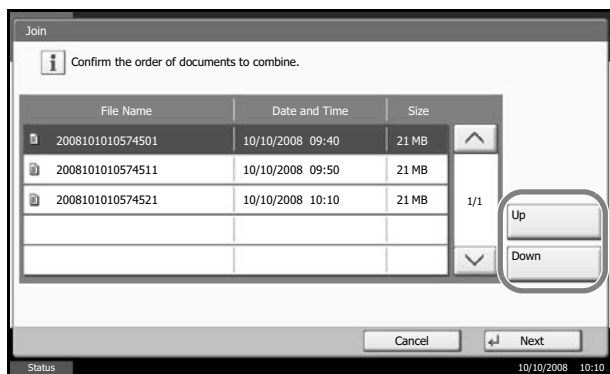 Join
i Confirm the order of documents to combine.
File Name Date and Time Size
2008101010574501 10/10/2008 09:40 21 MB
2008101010574511 10/10/2008 09:50 21 MB
2008101010574521 10/10/2008 10:10 21 MB
1/1
Up
Down
Cancel Next
Status 10/10/2008 10:10